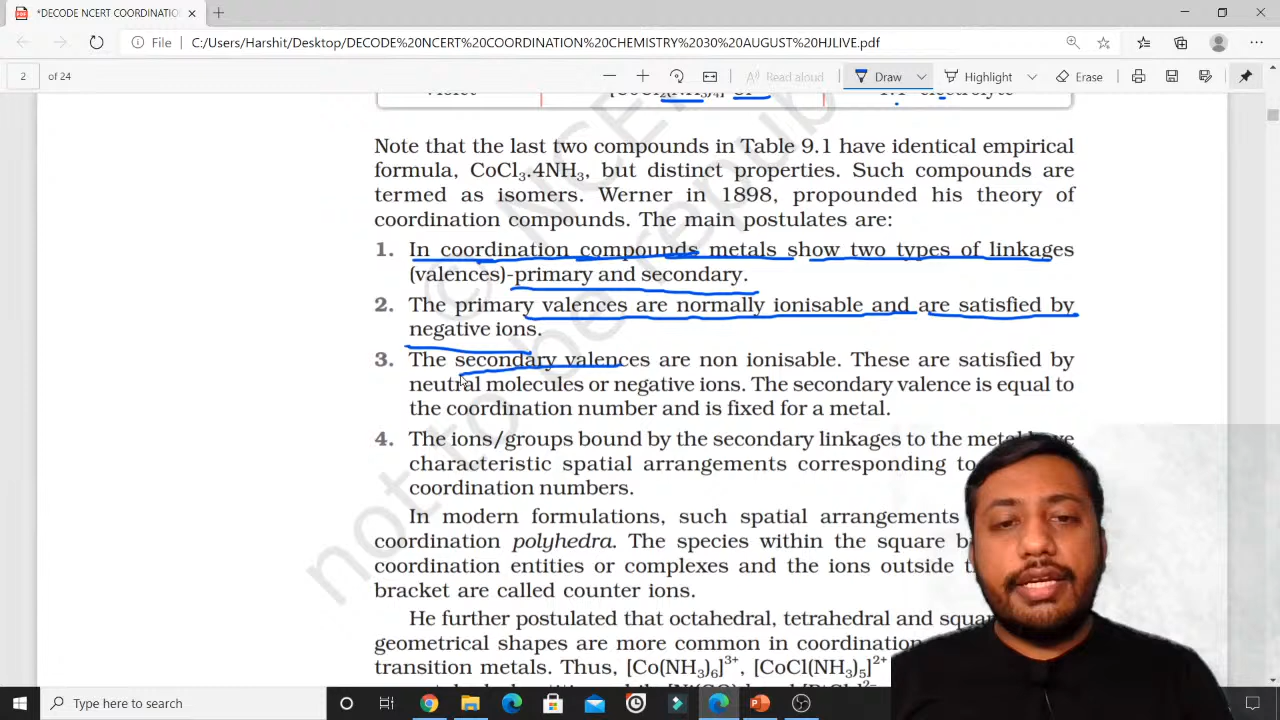 *DECODE NCERT COORDINATIO
File C:/Users/Harshit/Desktop/DECODE%20NCERT%20COORDINATION%20CHEMISTRY%2030%20AUGUST%20HJLIVE.pdf
2 of 24 Read aloud Draw Highlight Erase
Note that the last two compounds in Table 9.1 have identical empirical
formula, CoCl₃.4NH₃, but distinct properties. Such compounds are
termed as isomers. Werner in 1898, propounded his theory of
coordination compounds. The main postulates are:
1. In coordination compounds metals show two types of linkages
(valences)-primary and secondary.
2. The primary valences are normally ionisable and are satisfied by
negative ions.
3. The secondary valences are non ionisable. These are satisfied by
neutral molecules or negative ions. The secondary valence is equal to
the coordination number and is fixed for a metal.
4. The ions/groups bound by the secondary linkages to the metal
characteristic spatial arrangements corresponding to
coordination numbers.
In modern formulations, such spatial arrangements
coordination polyhedra. The species within the square
coordination entities or complexes and the ions outside
bracket are called counter ions.
He further postulated that octahedral, tetrahedral and
geometrical shapes are more common in coordination
transition metals. Thus, [Co(NH₃)₆]³⁺, [CoCl(NH₃)₅]²⁺
© NCE
not to be repub
Type here to search